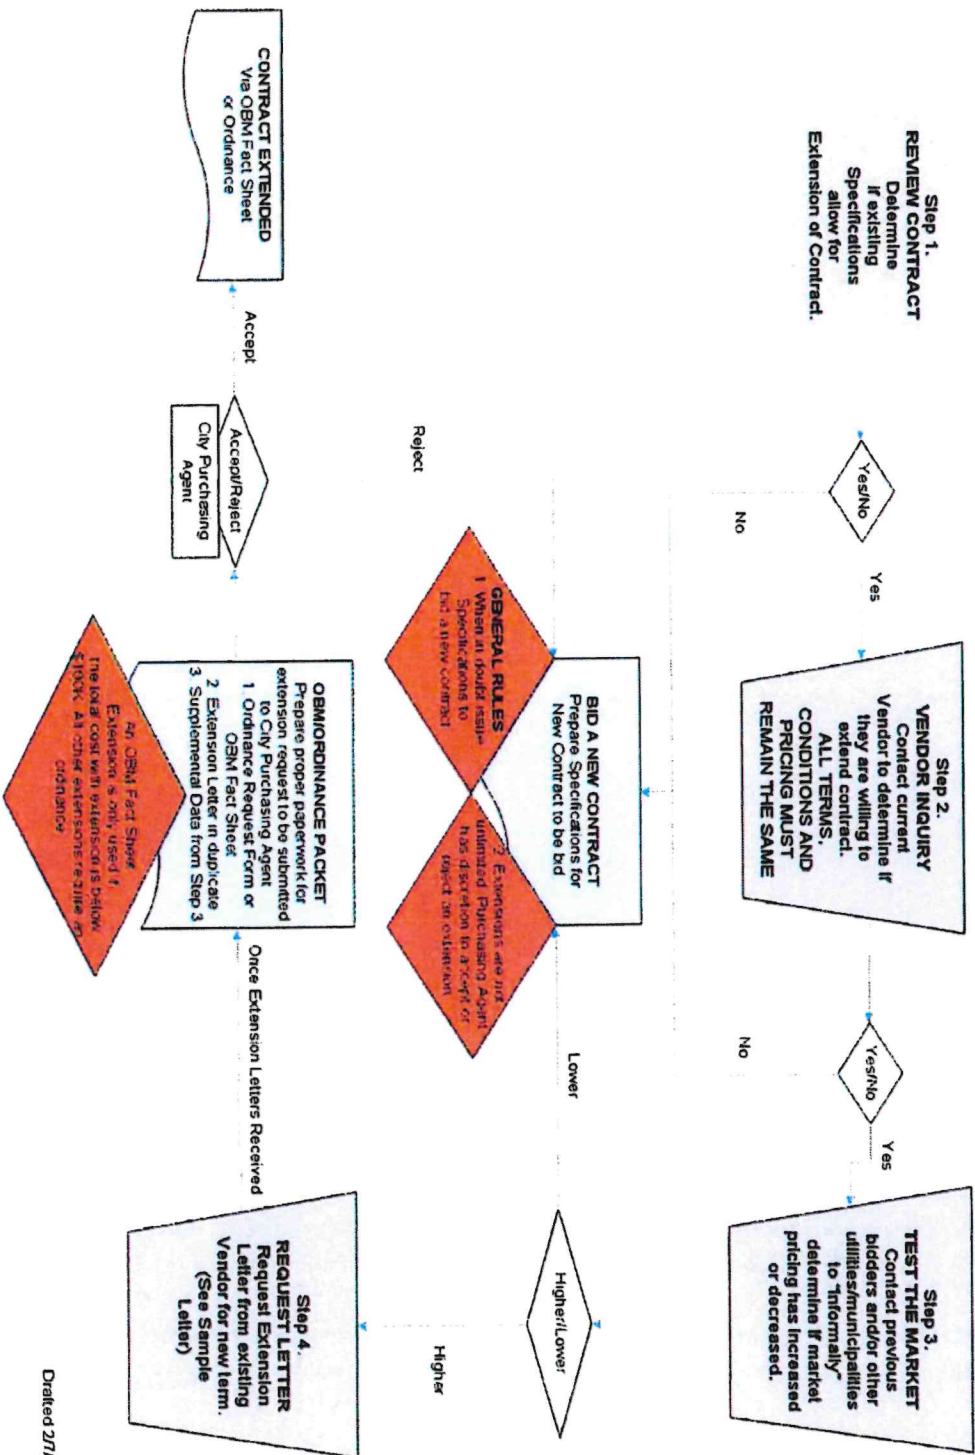 Step 1.
REVIEW CONTRACT
Determine
if existing
Specifications
allow for
Extension of Contract.
Yes/No
Yes
No
Step 2.
VENDOR INQUIRY
Contact current
Vendor to determine if
they are willing to
extend contract.
ALL TERMS,
CONDITIONS AND
PRICING MUST
REMAIN THE SAME
Yes/No
Yes
No
Step 3.
TEST THE MARKET
Contact previous
bidders and/or other
utilities/municipalities
to "informally"
determine if market
pricing has increased
or decreased.
Higher/Lower
Lower
Higher
BID A NEW CONTRACT
Prepare Specifications for
New Contract to be bid
GENERAL RULES
1 When in doubt issue
Specifications to
bid a new contract
2 Extensions are not
unlimited Purchasing Agent
has discretion to accept or
reject an extension
Reject
Step 4.
REQUEST LETTER
Request Extension
Letter from existing
Vendor for new term.
(See Sample
Letter)
Once Extension Letters Received
OBM/ORDINANCE PACKET
Prepare proper paperwork for
extension request to be submitted
to City Purchasing Agent
1. Ordinance Request Form or
OBM Fact Sheet
2 Extension Letter in duplicate
3 Supplemental Data from Step 3
An OBM Fact Sheet
Extension is only used if
the total cost with extension is below
$100K. All other extensions require an
ordinance
Accept/Reject
City Purchasing
Agent
Accept
CONTRACT EXTENDED
Via OBM Fact Sheet
or Ordinance
Drafted